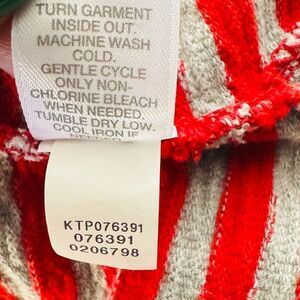 TURN GARMENT
INSIDE OUT.
MACHINE WASH
COLD.
GENTLE CYCLE
ONLY NON-
CHLORINE BLEACH
WHEN NEEDED.
TUMBLE DRY LOW.
COOL IRON IF
NEEDED
KTP076391
076391
0206798